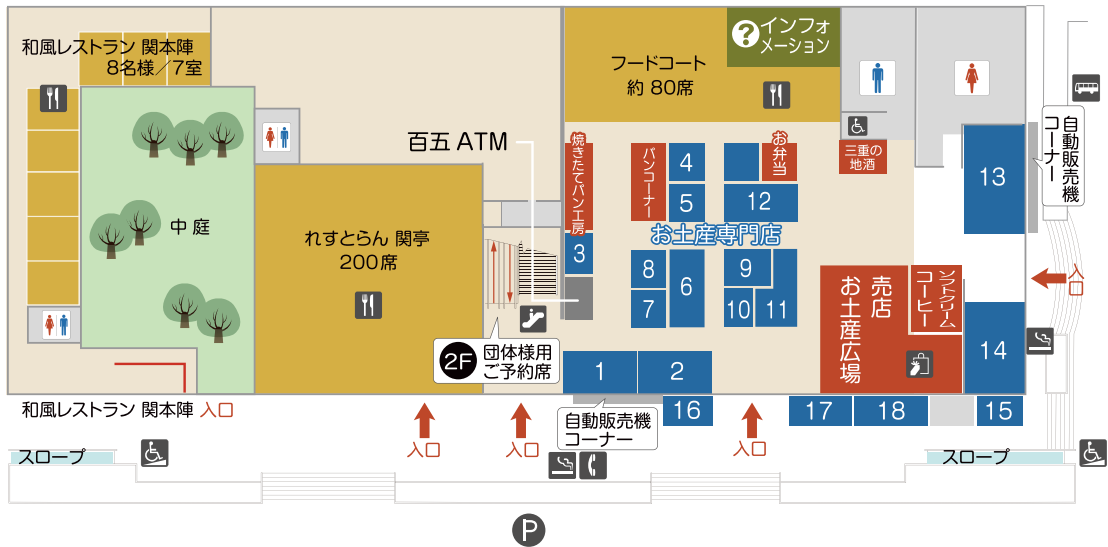 和風レストラン 関本陣
8名様／7室
中 庭
れすとらん 関亭
200席
百五 ATM
フードコート
約 80席
?
インフォ
メーション
焼きたてパン工房
パンコーナー
お弁当
三重の
地酒
4
5
12
お土産専門店
3
8
7
6
9
10
11
13
自動販売機
コーナー
売店
お土産広場
ソフトクリーム
コーヒー
入口
14
2F
団体様用
ご予約席
1
2
和風レストラン 関本陣 入口
入口
入口
自動販売機
コーナー
16
入口
17
18
15
スロープ
スロープ
P